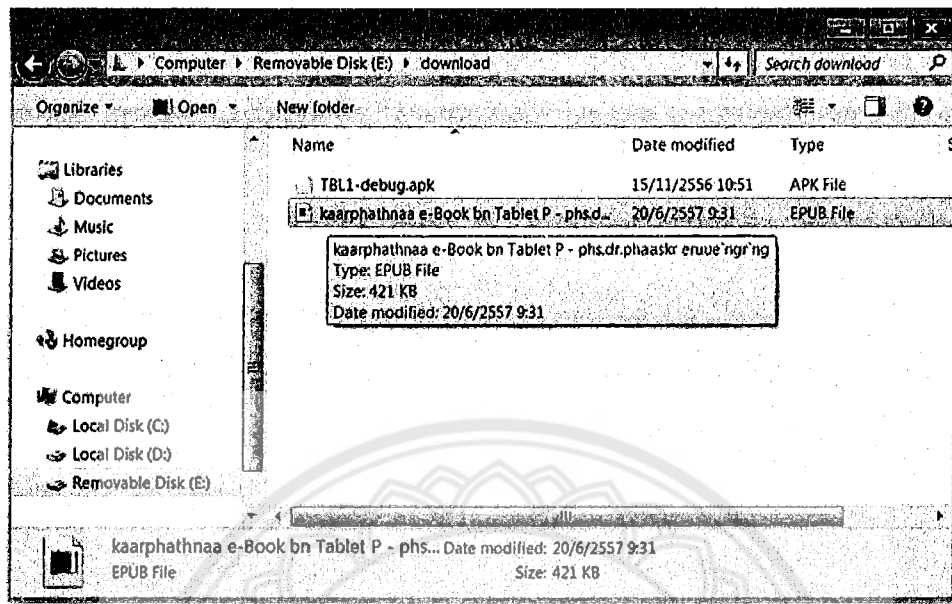 Computer ▸ Removable Disk (E:) ▸ download
Search download
Organize
Open
New folder
Name Date modified Type S
TBL1-debug.apk 15/11/2556 10:51 APK File
kaarphathnaa e-Book bn Tablet P - phs.d... 20/6/2557 9:31 EPUB File
kaarphathnaa e-Book bn Tablet P - phs.dr.phaaskr eruue`ngr`ng
Type: EPUB File
Size: 421 KB
Date modified: 20/6/2557 9:31
Libraries
Documents
Music
Pictures
Videos
Homegroup
Computer
Local Disk (C:)
Local Disk (D:)
Removable Disk (E:)
kaarphathnaa e-Book bn Tablet P - phs... Date modified: 20/6/2557 9:31
EPUB File Size: 421 KB